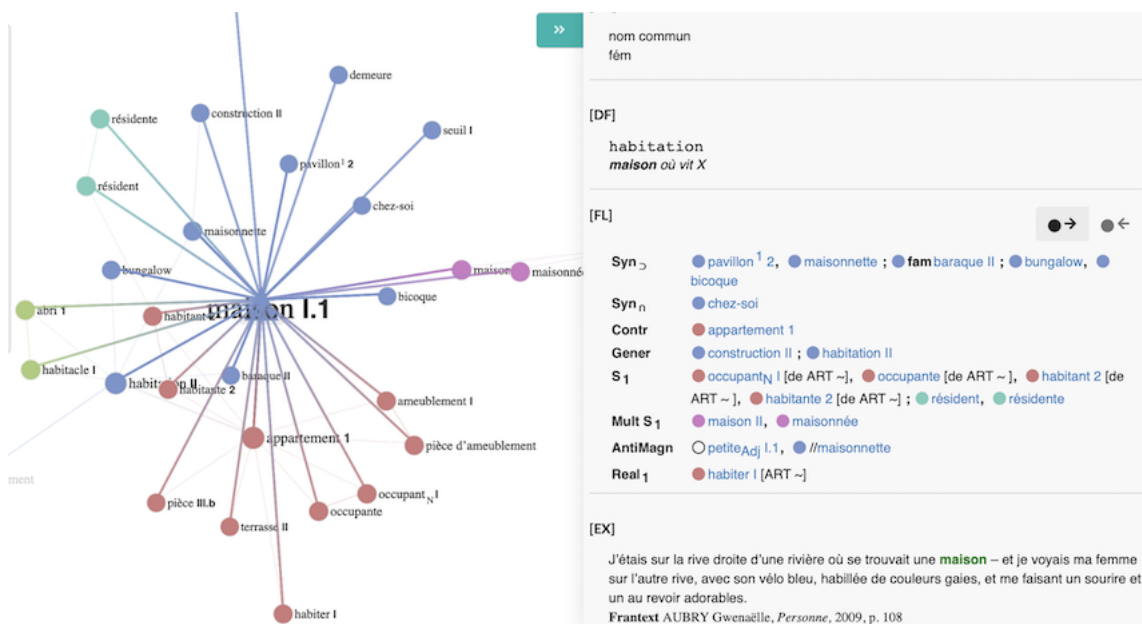 »
demeure
résidente
construction II
seuil I
pavillon¹ 2
résident
chez-soi
maisonnette
bungalow
maison
maisonnée
bicoque
abri 1
maison I.1
habitant 2
habitacle I
habitation II
baraque II
habitante 2
ameublement I
appartement 1
pièce d'ameublement
ment
occupant N I
pièce III.b
occupante
terrasse II
habiter I
nom commun
fém
[DF]
habitation
maison où vit X
[FL]
●→ ●←
Syn⊃ pavillon¹ 2, maisonnette ; fam baraque II ; bungalow,
bicoque
Syn∩ chez-soi
Contr appartement 1
Gener construction II ; habitation II
S₁ occupantN I [de ART ~], occupante [de ART ~], habitant 2 [de
ART ~], habitante 2 [de ART ~] ; résident, résidente
Mult S₁ maison II, maisonnée
AntiMagn petiteAdj I.1, //maisonnette
Real₁ habiter I [ART ~]
[EX]
J'étais sur la rive droite d'une rivière où se trouvait une maison – et je voyais ma femme
sur l'autre rive, avec son vélo bleu, habillée de couleurs gaies, et me faisant un sourire et
un au revoir adorables.
Frantext AUBRY Gwenaëlle, Personne, 2009, p. 108